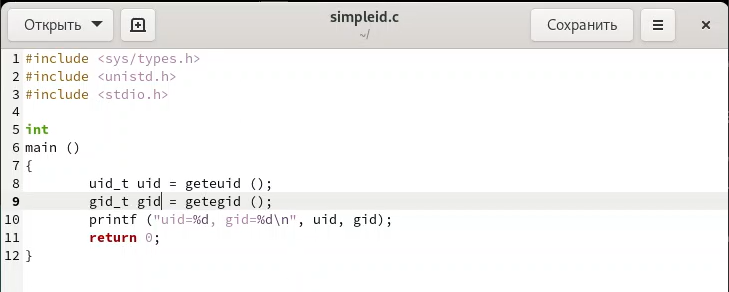 Открыть simpleid.c Сохранить
~/
1 #include <sys/types.h>
2 #include <unistd.h>
3 #include <stdio.h>
4
5 int
6 main ()
7 {
8         uid_t uid = geteuid ();
9         gid_t gid = getegid ();
10         printf ("uid=%d, gid=%d\n", uid, gid);
11         return 0;
12 }